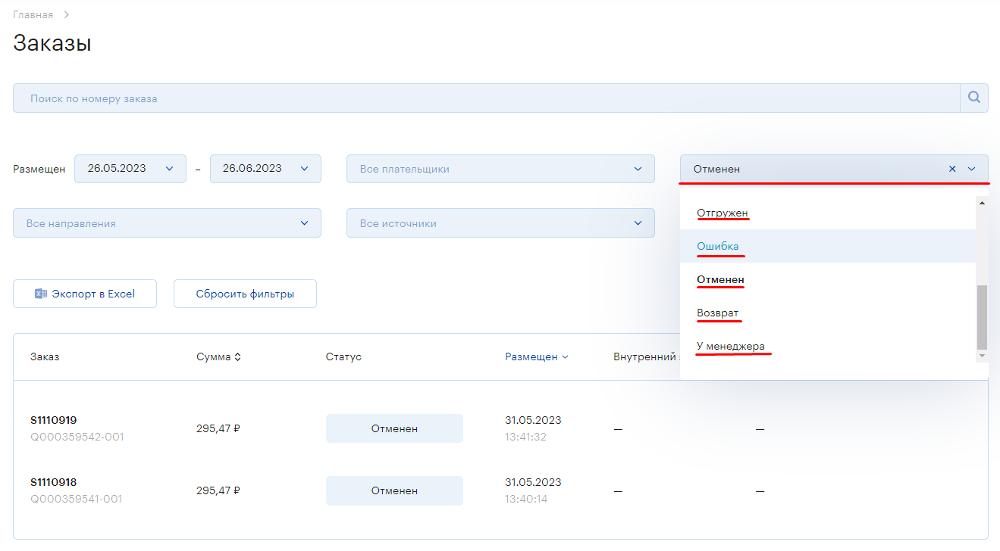 Главная
Заказы
Поиск по номеру заказа
Размещен 26.05.2023 – 26.06.2023 Все плательщики Отменен
Все направления Все источники
Отгружен
Ошибка
Отменен
Возврат
У менеджера
Экспорт в Excel Сбросить фильтры
Заказ Сумма Статус Размещен Внутренний
S1110919
Q000359542-001
295,47 ₽ Отменен
31.05.2023
13:41:32
— —
S1110918
Q000359541-001
295,47 ₽ Отменен
31.05.2023
13:40:14
— —